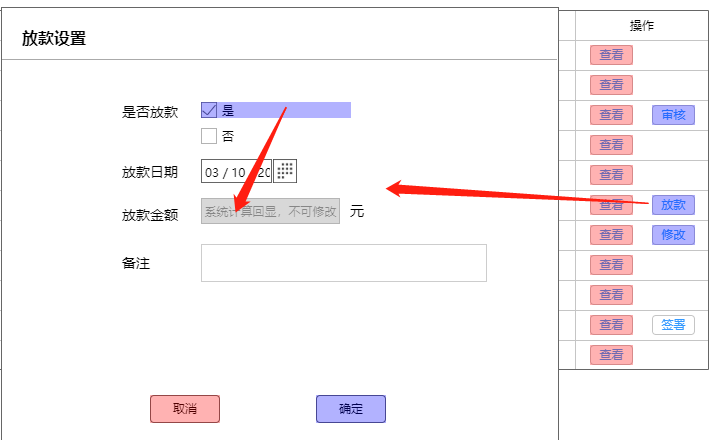 放款设置
是否放款
是
否
放款日期
03 / 10
20
放款金额
系统计算回显，不可修改
元
备注
取消
确定
操作
查看
查看
查看 审核
查看
查看
查看 放款
查看 修改
查看
查看
查看 签署
查看